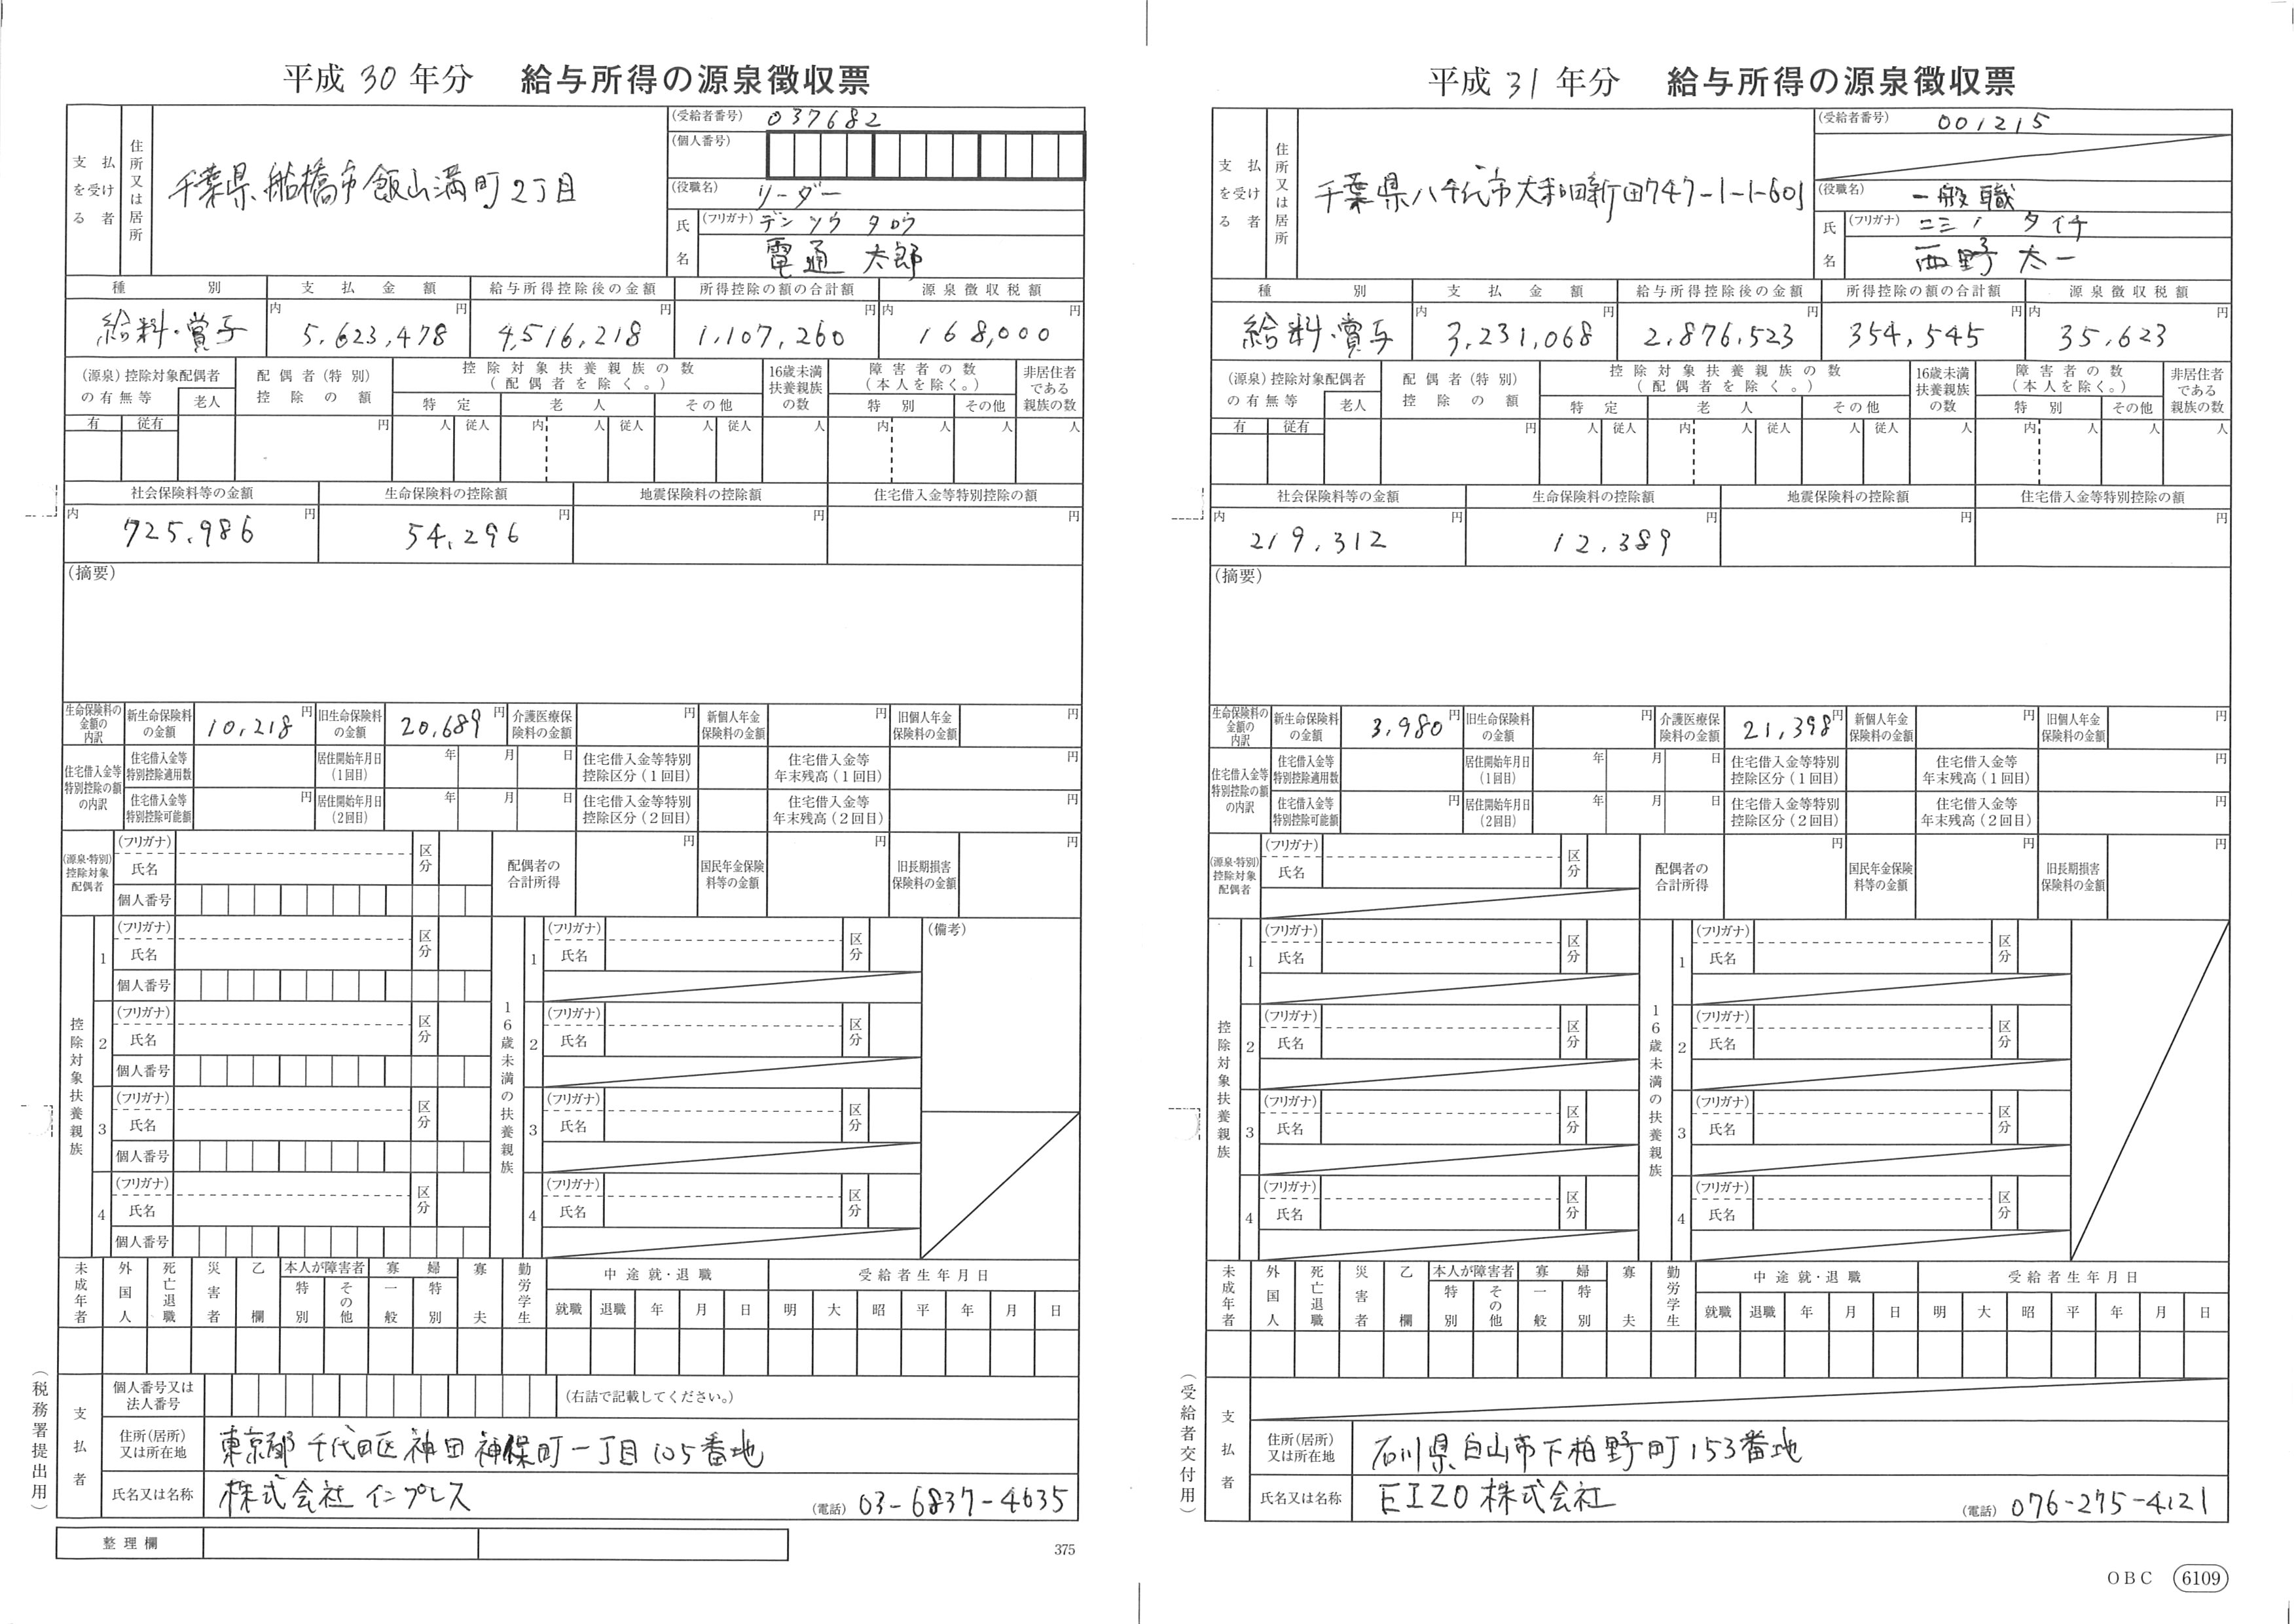 平成 30 年分 給与所得の源泉徴収票
支払を受ける者
住所又は居所
千葉県船橋市飯山満町2丁目
(受給者番号) 037682
(個人番号)
(役職名) リーダー
氏名
(フリガナ) デンツウ タロウ
電通 太郎
種別 支払金額 給与所得控除後の金額 所得控除の額の合計額 源泉徴収税額
給料・賞与 内 5,623,478 円 4,516,218 円 1,107,260 円 内 168,000 円
(源泉)控除対象配偶者の有無等 老人 配偶者(特別)控除の額 控除対象扶養親族の数(配偶者を除く。) 16歳未満扶養親族の数 障害者の数(本人を除く。) 非居住者である親族の数
特定 老人 その他 特別 その他
有 従有 円 人 従人 内 人 従人 人 従人 人 内 人 人 人
社会保険料等の金額 生命保険料の控除額 地震保険料の控除額 住宅借入金等特別控除の額
内 725,986 円 54,296 円 円 円
(摘要)
生命保険料の金額の内訳 新生命保険料の金額 10,218 円 旧生命保険料の金額 20,689 円 介護医療保険料の金額 円 新個人年金保険料の金額 円 旧個人年金保険料の金額 円
住宅借入金等特別控除の額の内訳 住宅借入金等特別控除適用数 居住開始年月日(1回目) 年 月 日 住宅借入金等特別控除区分(1回目) 住宅借入金等年末残高(1回目) 円
住宅借入金等特別控除可能額 円 居住開始年月日(2回目) 年 月 日 住宅借入金等特別控除区分(2回目) 住宅借入金等年末残高(2回目) 円
(源泉・特別)控除対象配偶者 (フリガナ) 氏名 区分 個人番号 配偶者の合計所得 円 国民年金保険料等の金額 円 旧長期損害保険料の金額 円
控除対象扶養親族 16歳未満の扶養親族 (備考)
1 (フリガナ) 氏名 区分 個人番号 1 (フリガナ) 氏名 区分
2 (フリガナ) 氏名 区分 個人番号 2 (フリガナ) 氏名 区分
3 (フリガナ) 氏名 区分 個人番号 3 (フリガナ) 氏名 区分
4 (フリガナ) 氏名 区分 個人番号 4 (フリガナ) 氏名 区分
未成年者 外国人 死亡退職 災害者 乙欄 本人が障害者 特別 その他 寡婦 一般 特別 寡夫 勤労学生 中途就・退職 受給者生年月日
就職 退職 年 月 日 明 大 昭 平 年 月 日
(税務署提出用)
支払者
個人番号又は法人番号 (右詰で記載してください。)
住所(居所)又は所在地 東京都千代田区神田神保町一丁目105番地
氏名又は名称 株式会社インプレス (電話) 03-6837-4635
整理欄
375
平成 31 年分 給与所得の源泉徴収票
支払を受ける者
住所又は居所
千葉県八千代市大和田新田747-1-1-601
(受給者番号) 001215
(役職名) 一般職
氏名
(フリガナ) ニシノ タイチ
西野 太一
種別 支払金額 給与所得控除後の金額 所得控除の額の合計額 源泉徴収税額
給料・賞与 内 3,231,068 円 2,876,523 円 354,545 円 内 35,623 円
(源泉)控除対象配偶者の有無等 老人 配偶者(特別)控除の額 控除対象扶養親族の数(配偶者を除く。) 16歳未満扶養親族の数 障害者の数(本人を除く。) 非居住者である親族の数
特定 老人 その他 特別 その他
有 従有 円 人 従人 内 人 従人 人 従人 人 内 人 人 人
社会保険料等の金額 生命保険料の控除額 地震保険料の控除額 住宅借入金等特別控除の額
内 219,312 円 12,389 円 円 円
(摘要)
生命保険料の金額の内訳 新生命保険料の金額 3,980 円 旧生命保険料の金額 円 介護医療保険料の金額 21,398 円 新個人年金保険料の金額 円 旧個人年金保険料の金額 円
住宅借入金等特別控除の額の内訳 住宅借入金等特別控除適用数 居住開始年月日(1回目) 年 月 日 住宅借入金等特別控除区分(1回目) 住宅借入金等年末残高(1回目) 円
住宅借入金等特別控除可能額 円 居住開始年月日(2回目) 年 月 日 住宅借入金等特別控除区分(2回目) 住宅借入金等年末残高(2回目) 円
(源泉・特別)控除対象配偶者 (フリガナ) 氏名 区分 配偶者の合計所得 円 国民年金保険料等の金額 円 旧長期損害保険料の金額 円
控除対象扶養親族 16歳未満の扶養親族
1 (フリガナ) 氏名 区分 1 (フリガナ) 氏名 区分
2 (フリガナ) 氏名 区分 2 (フリガナ) 氏名 区分
3 (フリガナ) 氏名 区分 3 (フリガナ) 氏名 区分
4 (フリガナ) 氏名 区分 4 (フリガナ) 氏名 区分
未成年者 外国人 死亡退職 災害者 乙欄 本人が障害者 特別 その他 寡婦 一般 特別 寡夫 勤労学生 中途就・退職 受給者生年月日
就職 退職 年 月 日 明 大 昭 平 年 月 日
(受給者交付用)
支払者
住所(居所)又は所在地 石川県白山市下柏野町153番地
氏名又は名称 EIZO株式会社 (電話) 076-275-4121
OBC 6109